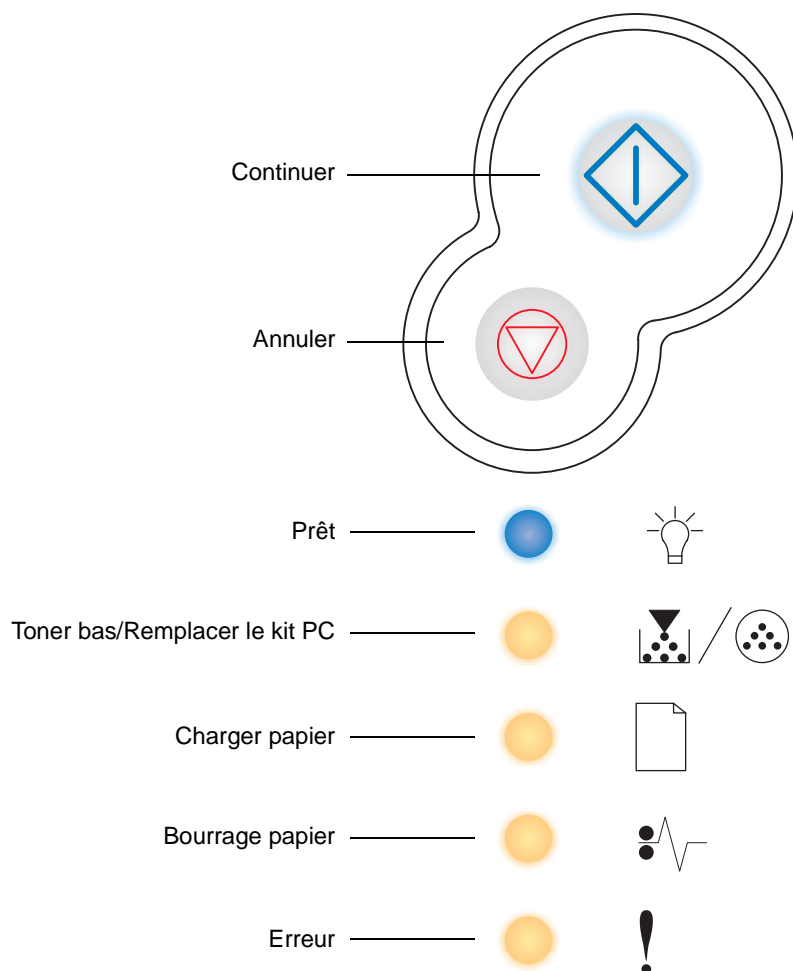 Continuer
Annuler
Prêt
Toner bas/Remplacer le kit PC
Charger papier
Bourrage papier
Erreur